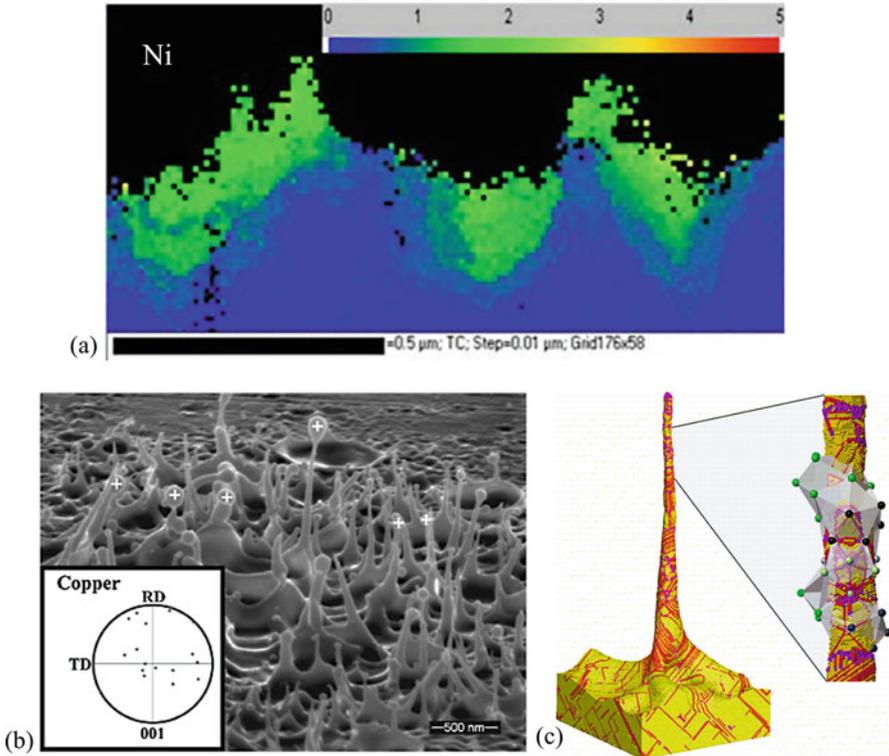 0 1 2 3 4 5
Ni
(a)
=0.5 µm; TC; Step=0.01 µm; Grid176x58
Copper
RD
TD
001
500 nm
(b)
(c)